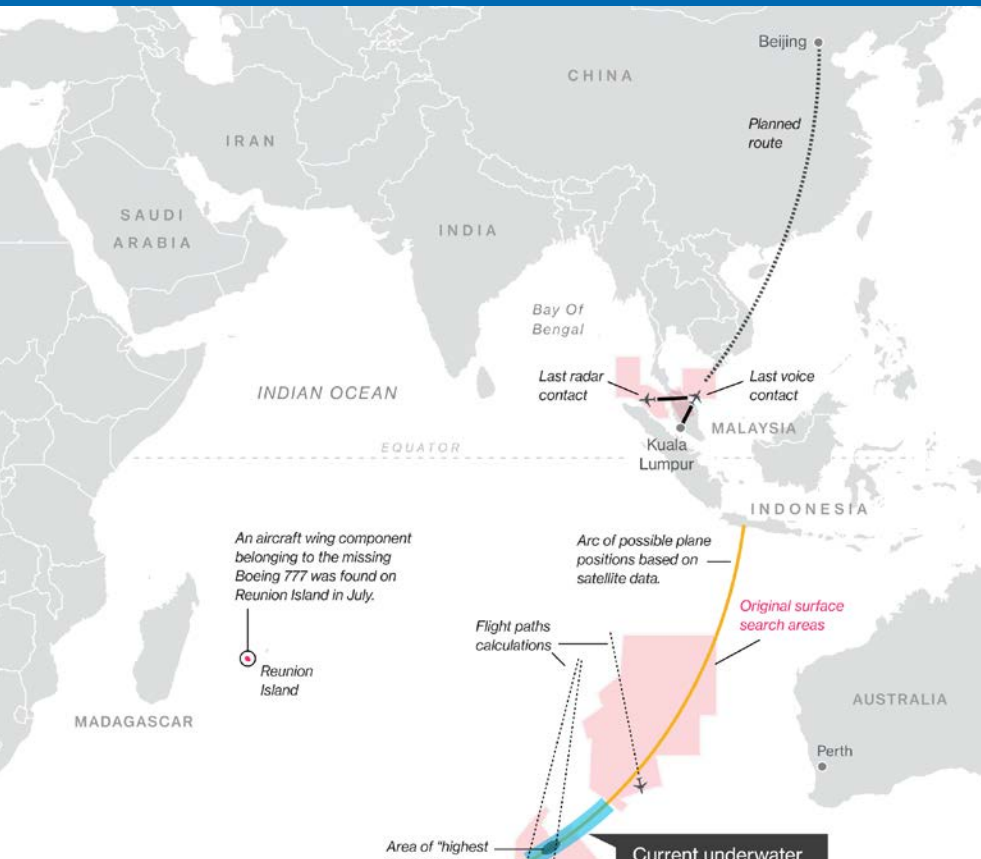 Beijing
CHINA
Planned
route
IRAN
SAUDI
ARABIA
INDIA
Bay Of
Bengal
Last radar
contact
Last voice
contact
INDIAN OCEAN
MALAYSIA
EQUATOR
Kuala
Lumpur
INDONESIA
An aircraft wing component
belonging to the missing
Boeing 777 was found on
Reunion Island in July.
Arc of possible plane
positions based on
satellite data.
Original surface
search areas
Flight paths
calculations
Reunion
Island
AUSTRALIA
MADAGASCAR
Perth
Area of "highest
Current underwater